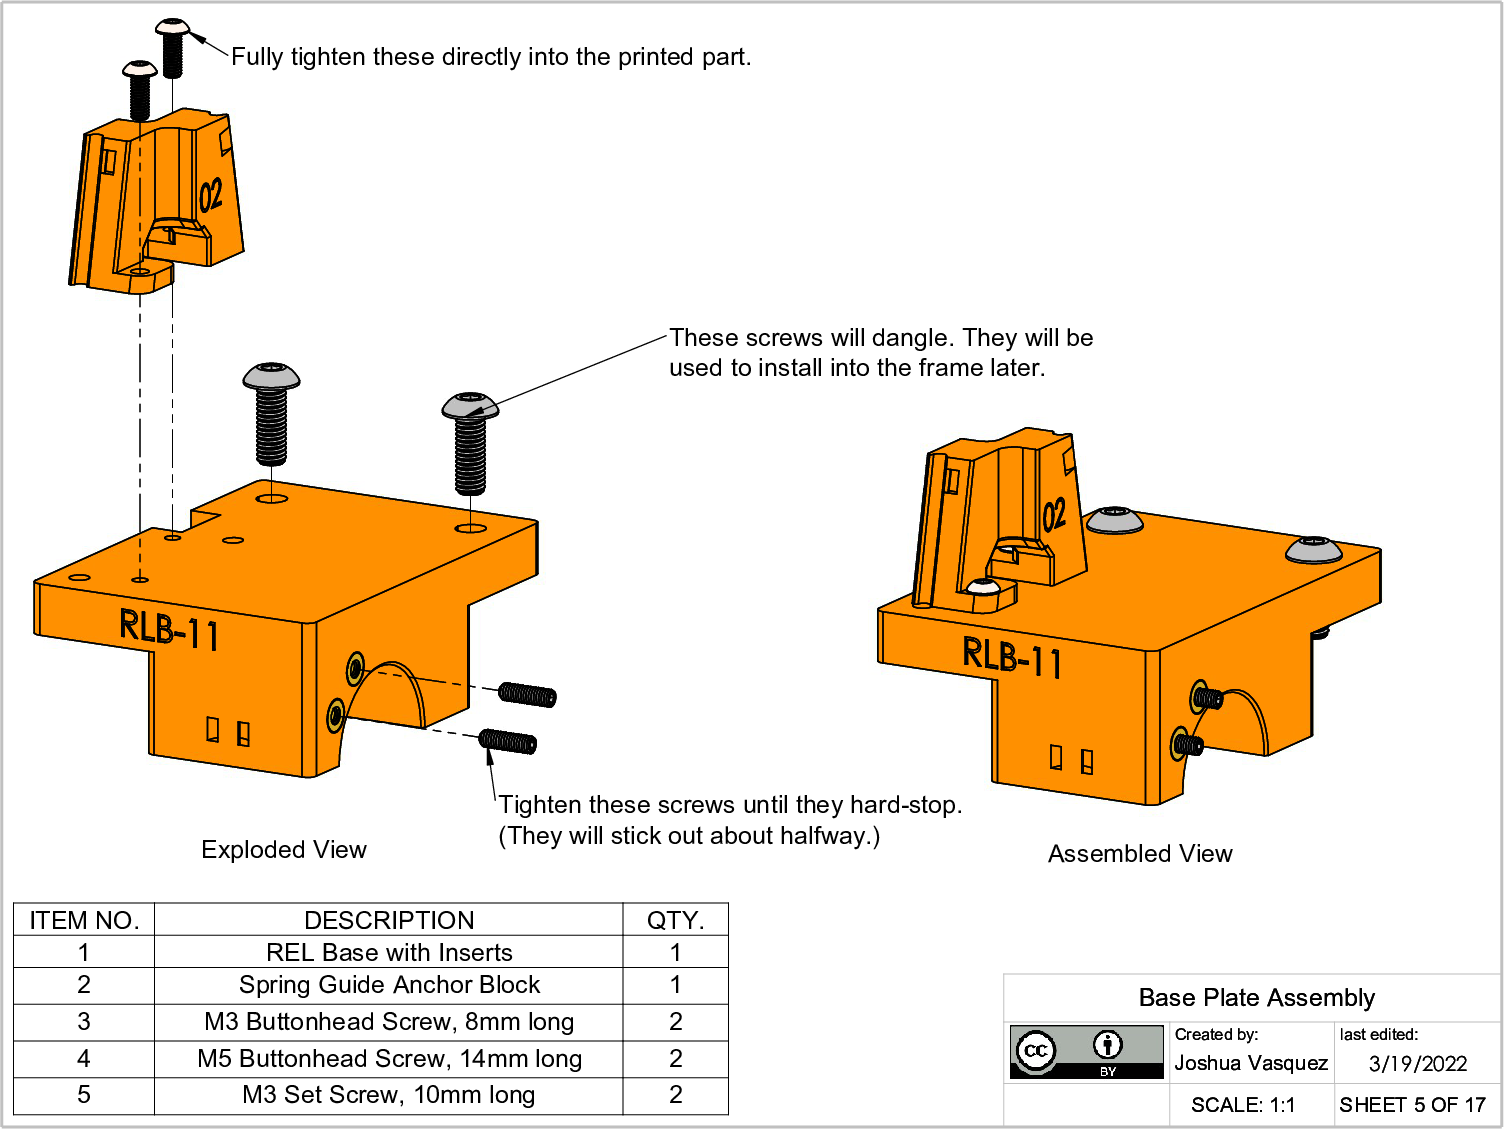 Fully tighten these directly into the printed part.
02
These screws will dangle. They will be
used to install into the frame later.
02
RLB-11
RLB-11
Tighten these screws until they hard-stop.
(They will stick out about halfway.)
Exploded View
Assembled View
ITEM NO. DESCRIPTION QTY.
1 REL Base with Inserts 1
2 Spring Guide Anchor Block 1
3 M3 Buttonhead Screw, 8mm long 2
4 M5 Buttonhead Screw, 14mm long 2
5 M3 Set Screw, 10mm long 2
Base Plate Assembly
cc BY
Created by:
Joshua Vasquez
last edited:
3/19/2022
SCALE: 1:1
SHEET 5 OF 17